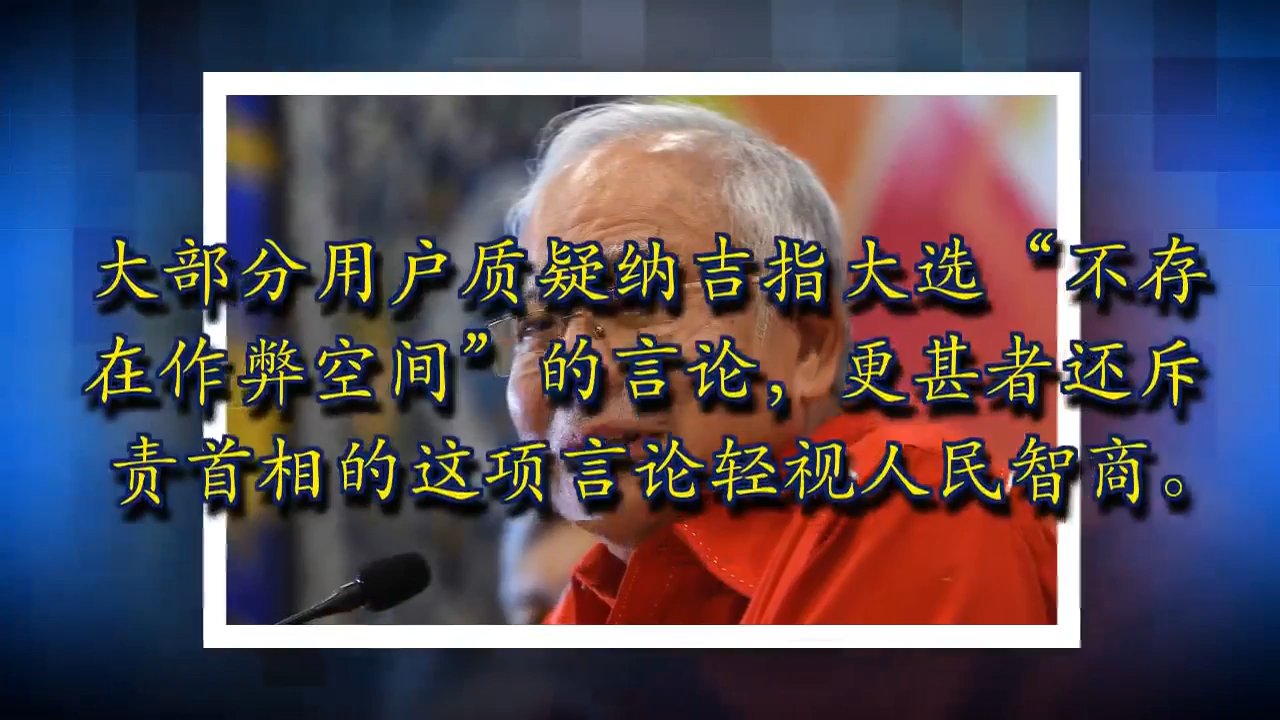 大部分用户质疑纳吉指大选“不存
在作弊空间”的言论，更甚者还斥
责首相的这项言论轻视人民智商。